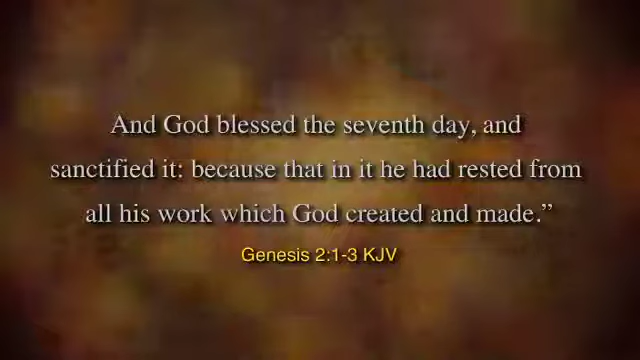 And God blessed the seventh day, and
sanctified it: because that in it he had rested from
all his work which God created and made.”
Genesis 2:1-3 KJV